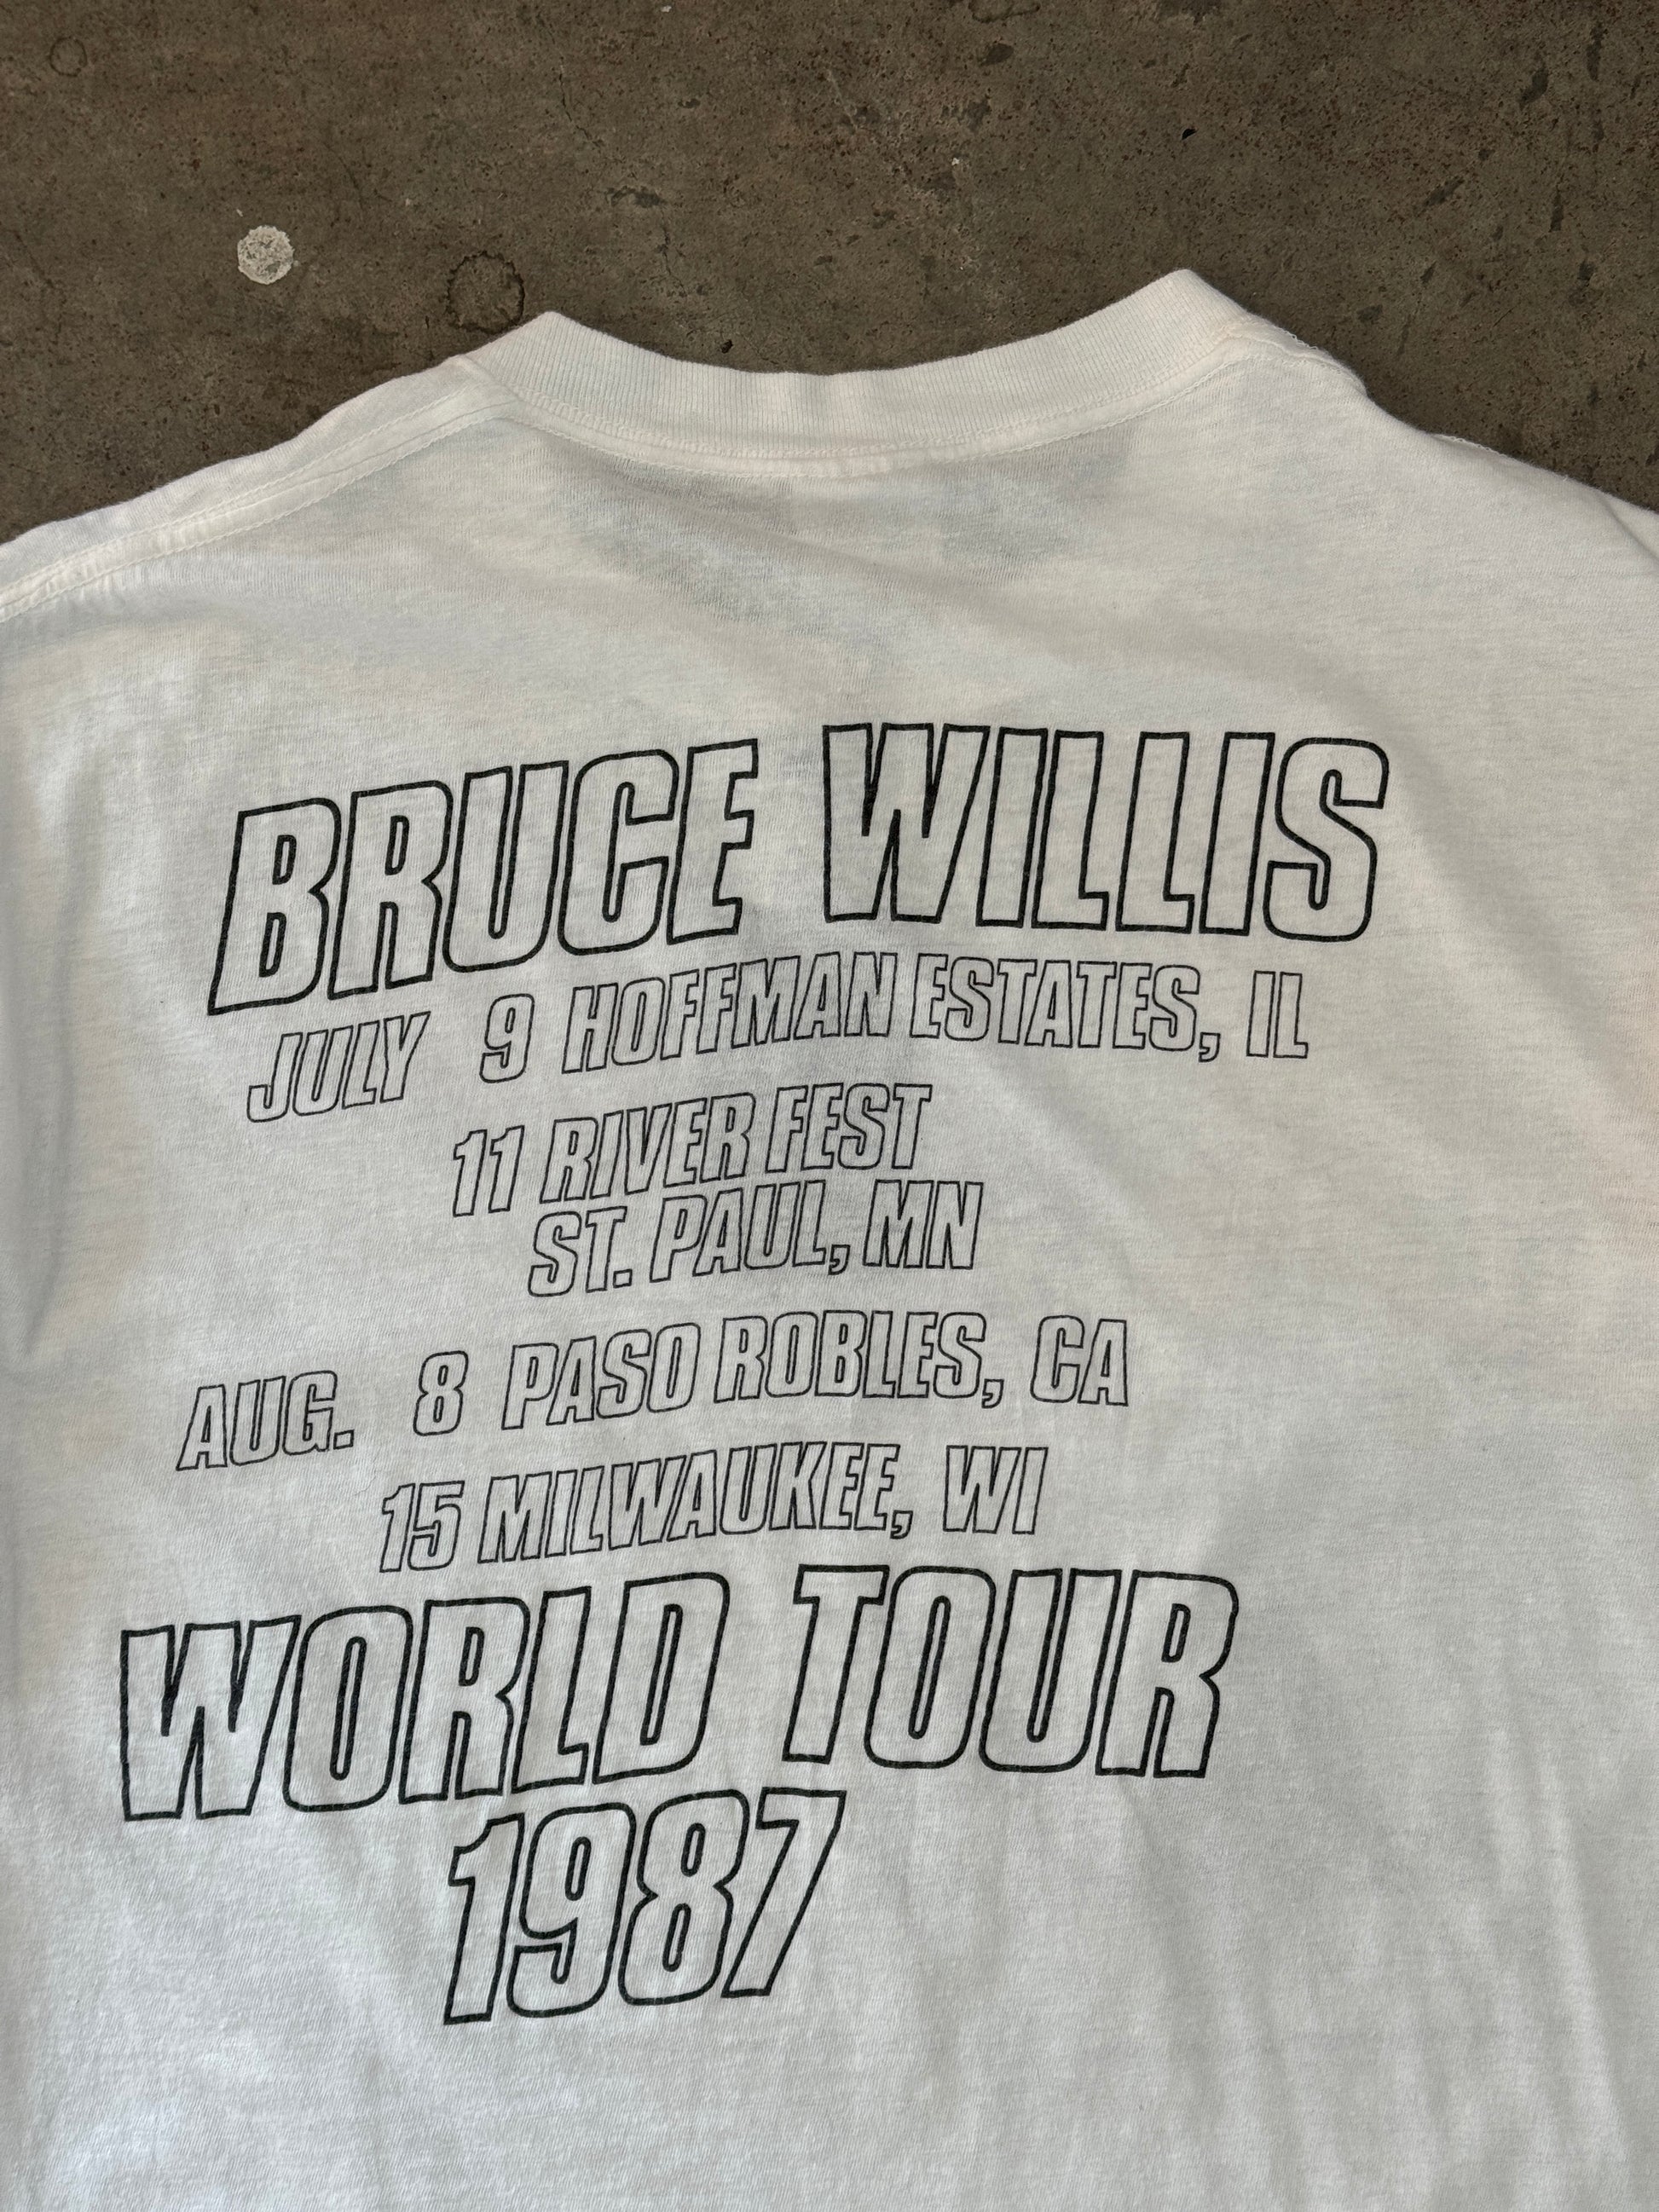 BRUCE WILLIS
JULY 9 HOFFMAN ESTATES, IL
11 RIVER FEST
ST. PAUL, MN
AUG. 8 PASO ROBLES, CA
15 MILWAUKEE, WI
WORLD TOUR
1987